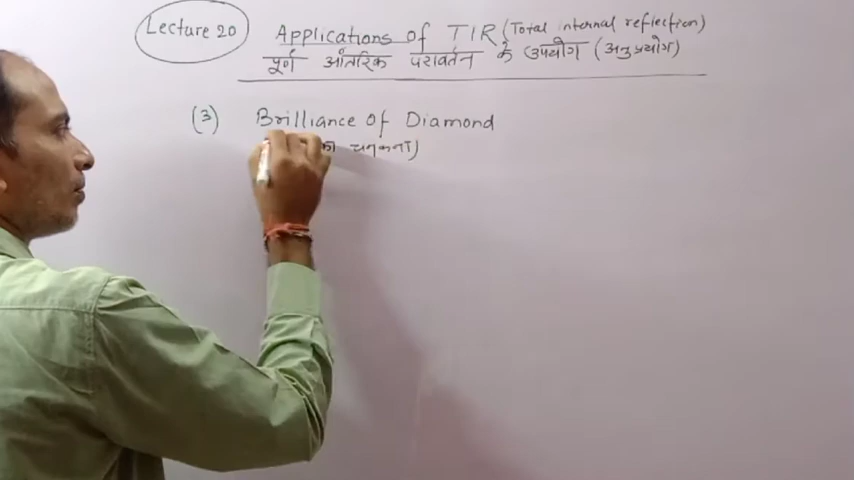 Lecture 20
Applications of TIR (Total internal reflection)
पूर्ण आंतरिक परावर्तन के उपयोग (अनुप्रयोग)
(3) Brilliance of Diamond
का चमकना)